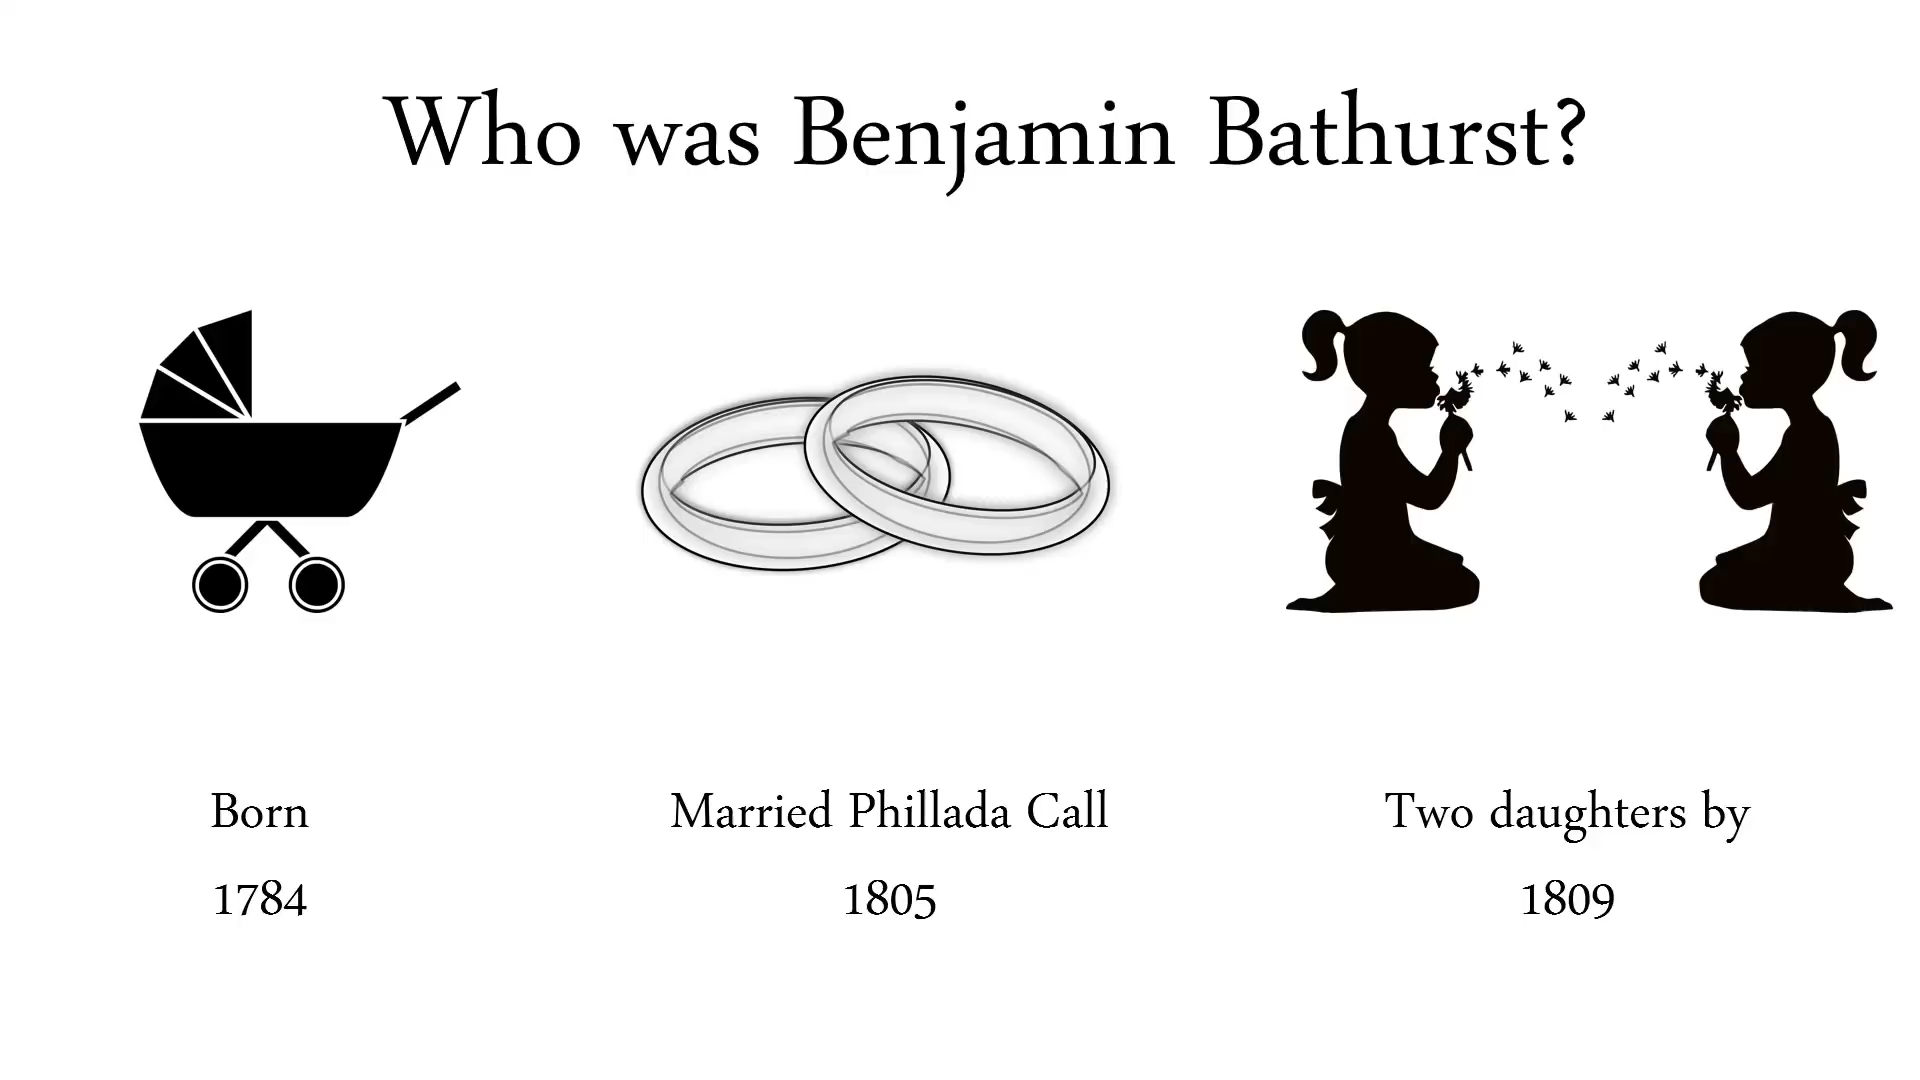 Who was Benjamin Bathurst?
Born
1784
Married Phillada Call
1805
Two daughters by
1809